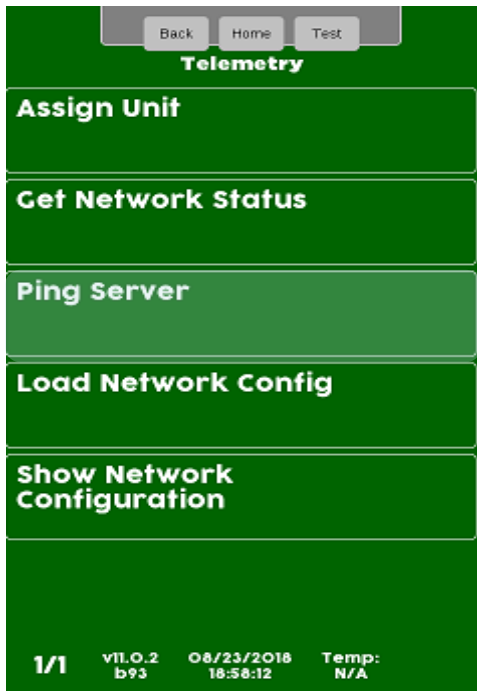 Back Home Test
Telemetry
Assign Unit
Get Network Status
Ping Server
Load Network Config
Show Network
Configuration
1/1 v11.0.2 08/23/2018 Temp:
b93 18:58:12 N/A